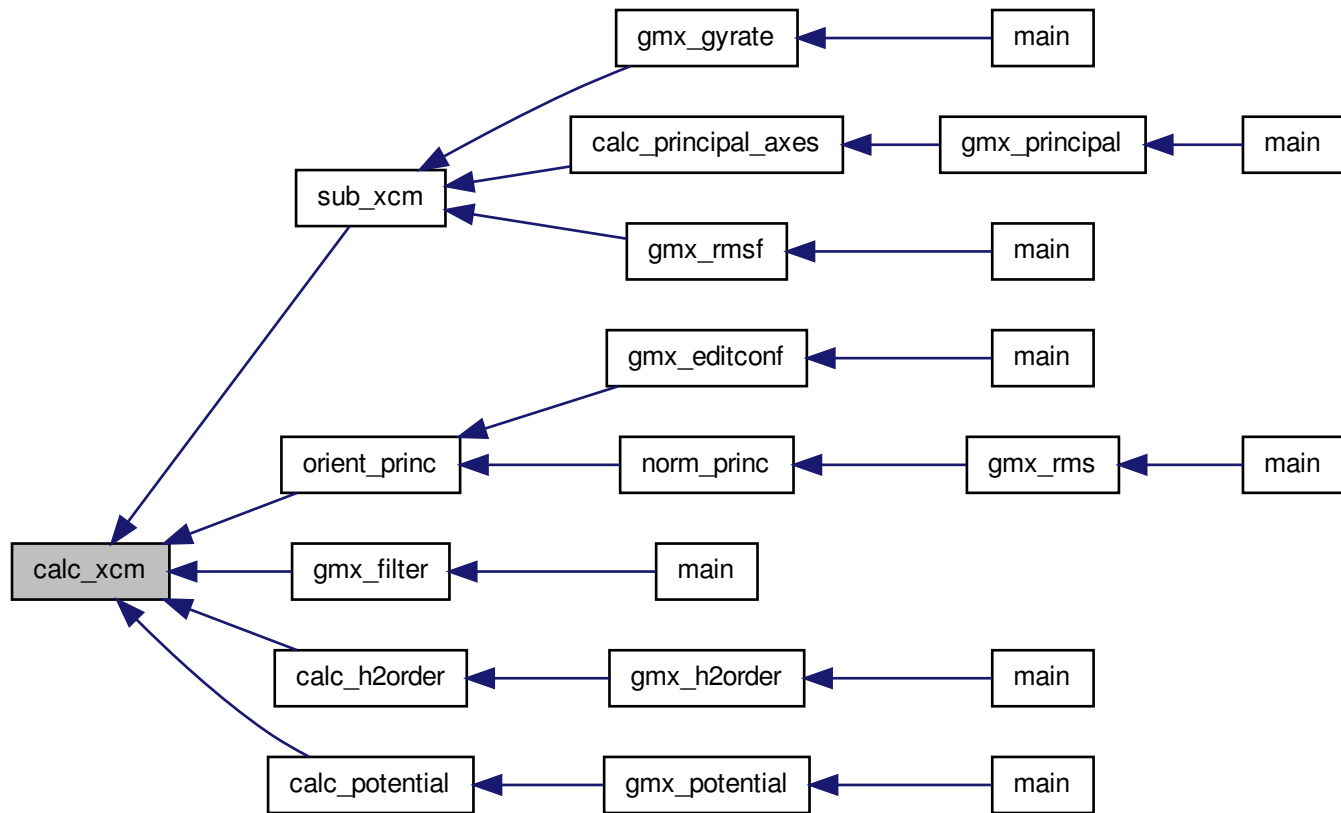 gmx_gyrate
main
calc_principal_axes
gmx_principal
main
sub_xcm
gmx_rmsf
main
gmx_editconf
main
orient_princ
norm_princ
gmx_rms
main
calc_xcm
gmx_filter
main
calc_h2order
gmx_h2order
main
calc_potential
gmx_potential
main